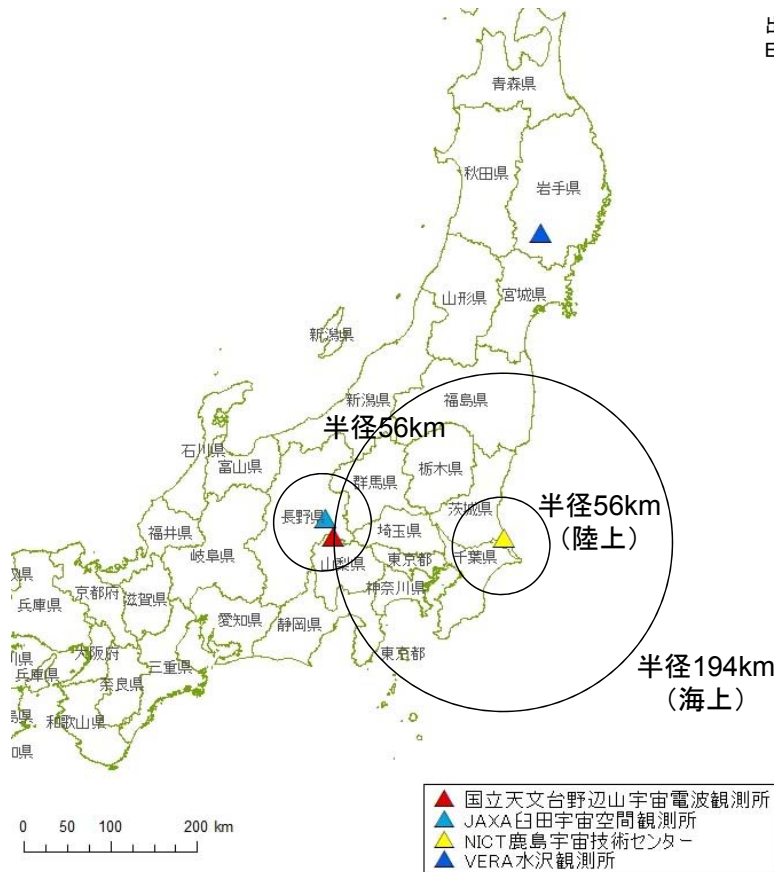 青森県
秋田県
岩手県
山形県
宮城県
新潟県
新潟県
福島県
半径56km
石川県
富山県
群馬県
栃木県
長野県
茨城県
半径56km
（陸上）
福井県
岐阜県
埼玉県
山梨県
東京都
千葉県
兵庫県
京都府
滋賀県
神奈川県
愛知県
静岡県
大阪府
三重県
東京都
兵庫県
奈良県
和歌山県
半径194km
（海上）
0 50 100 200 km
国立天文台野辺山宇宙電波観測所
JAXA臼田宇宙空間観測所
NICT鹿島宇宙技術センター
VERA水沢観測所